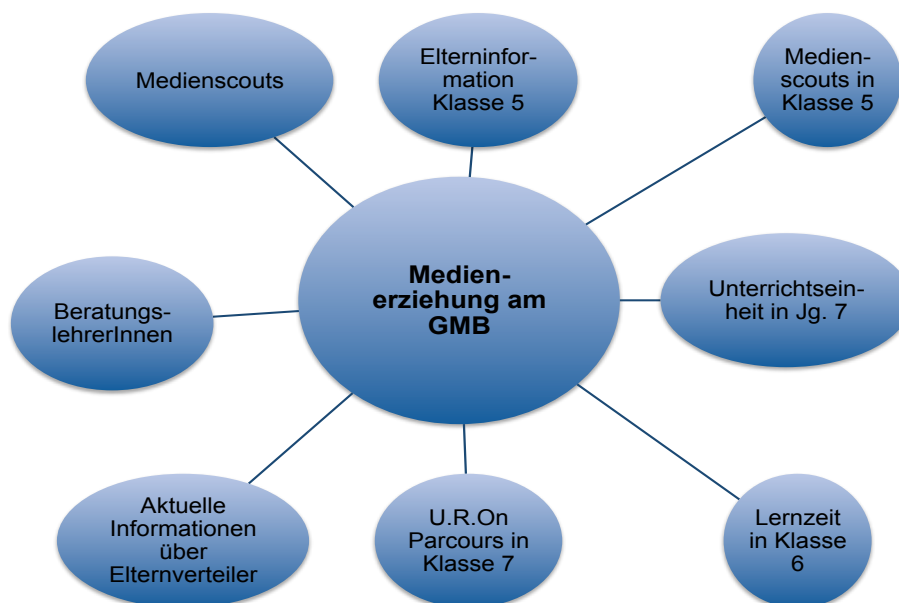 Medienscouts
Elterninfor-
mation
Klasse 5
Medien-
scouts in
Klasse 5
Medien-
erziehung am
GMB
Unterrichtsein-
heit in Jg. 7
Beratungs-
lehrerInnen
Aktuelle
Informationen
über
Elternverteiler
U.R.On
Parcours in
Klasse 7
Lernzeit
in Klasse
6